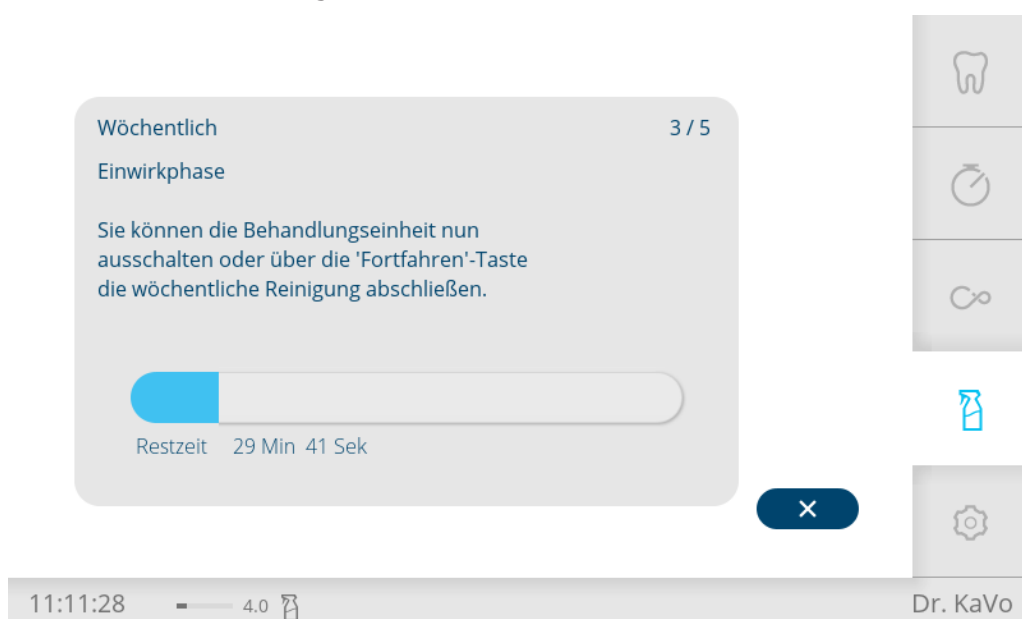 Wöchentlich 3 / 5
Einwirkphase
Sie können die Behandlungseinheit nun
ausschalten oder über die 'Fortfahren'-Taste
die wöchentliche Reinigung abschließen.
Restzeit 29 Min 41 Sek
11:11:28 4.0 Dr. KaVo